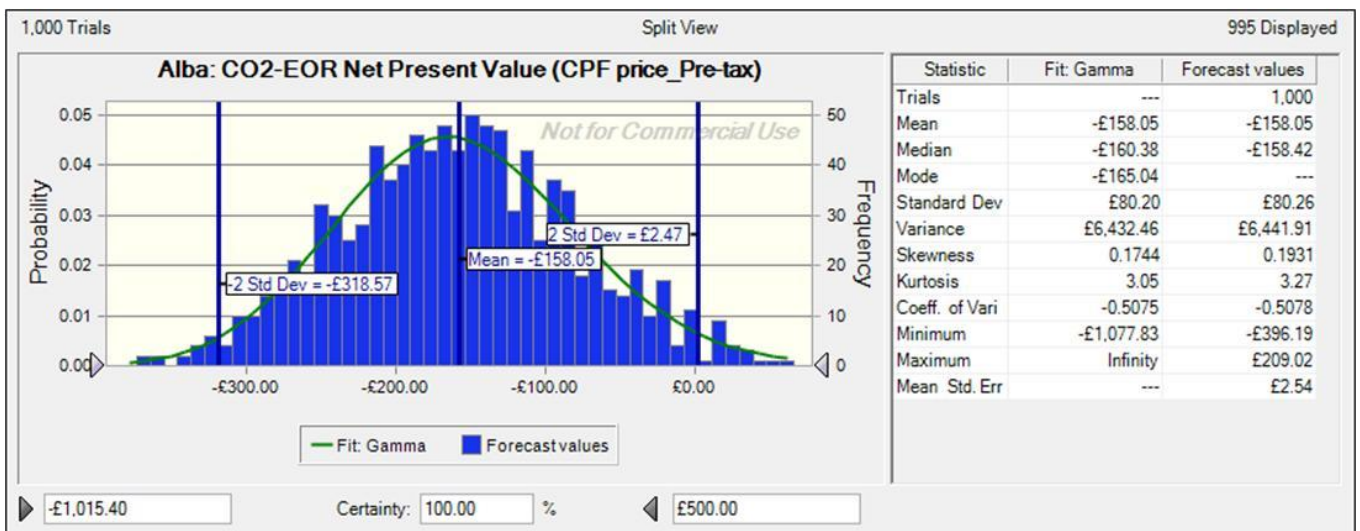 1,000 Trials Split View 995 Displayed
Alba: CO2-EOR Net Present Value (CPF price_Pre-tax)
Not for Commercial Use
Probability
0.05
0.04
0.03
0.02
0.01
0.00
Frequency
50
40
30
20
10
0
2 Std Dev = £2.47
Mean = -£158.05
-2 Std Dev = -£318.57
-£300.00 -£200.00 -£100.00 £0.00
Fit: Gamma Forecast values
Statistic Fit: Gamma Forecast values
Trials --- 1,000
Mean -£158.05 -£158.05
Median -£160.38 -£158.42
Mode -£165.04 ---
Standard Dev £80.20 £80.26
Variance £6,432.46 £6,441.91
Skewness 0.1744 0.1931
Kurtosis 3.05 3.27
Coeff. of Vari -0.5075 -0.5078
Minimum -£1,077.83 -£396.19
Maximum Infinity £209.02
Mean Std. Err --- £2.54
-£1,015.40 Certainty: 100.00 % £500.00